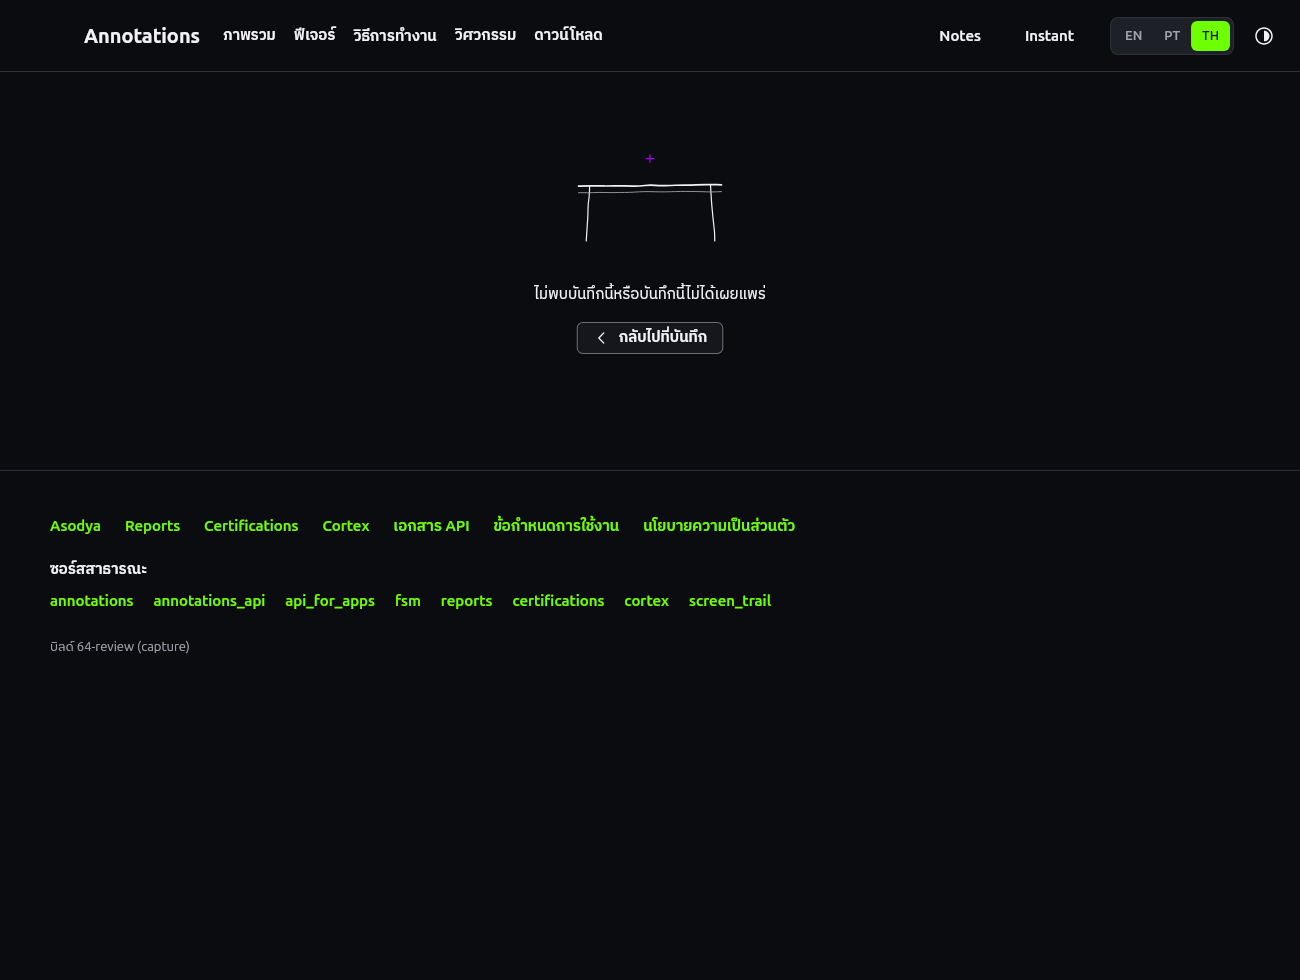 Annotations ภาพรวม ฟีเจอร์ วิธีการทำงาน วิศวกรรม ดาวน์โหลด Notes Instant EN PT TH
ไม่พบบันทึกนี้หรือบันทึกนี้ไม่ได้เผยแพร่
กลับไปที่บันทึก
Asodya Reports Certifications Cortex เอกสาร API ข้อกำหนดการใช้งาน นโยบายความเป็นส่วนตัว
ซอร์สสาธารณะ
annotations annotations_api api_for_apps fsm reports certifications cortex screen_trail
บิลด์ 64-review (capture)